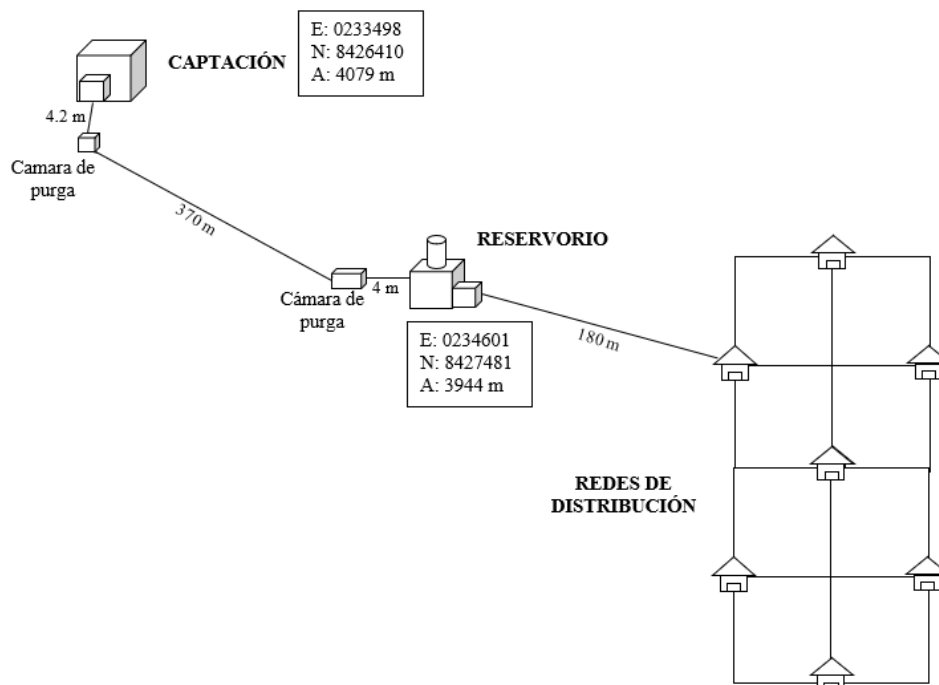 E: 0233498
N: 8426410
A: 4079 m
CAPTACIÓN
4.2 m
Camara de
purga
370 m
RESERVORIO
Cámara de
purga
4 m
180 m
E: 0234601
N: 8427481
A: 3944 m
REDES DE
DISTRIBUCIÓN